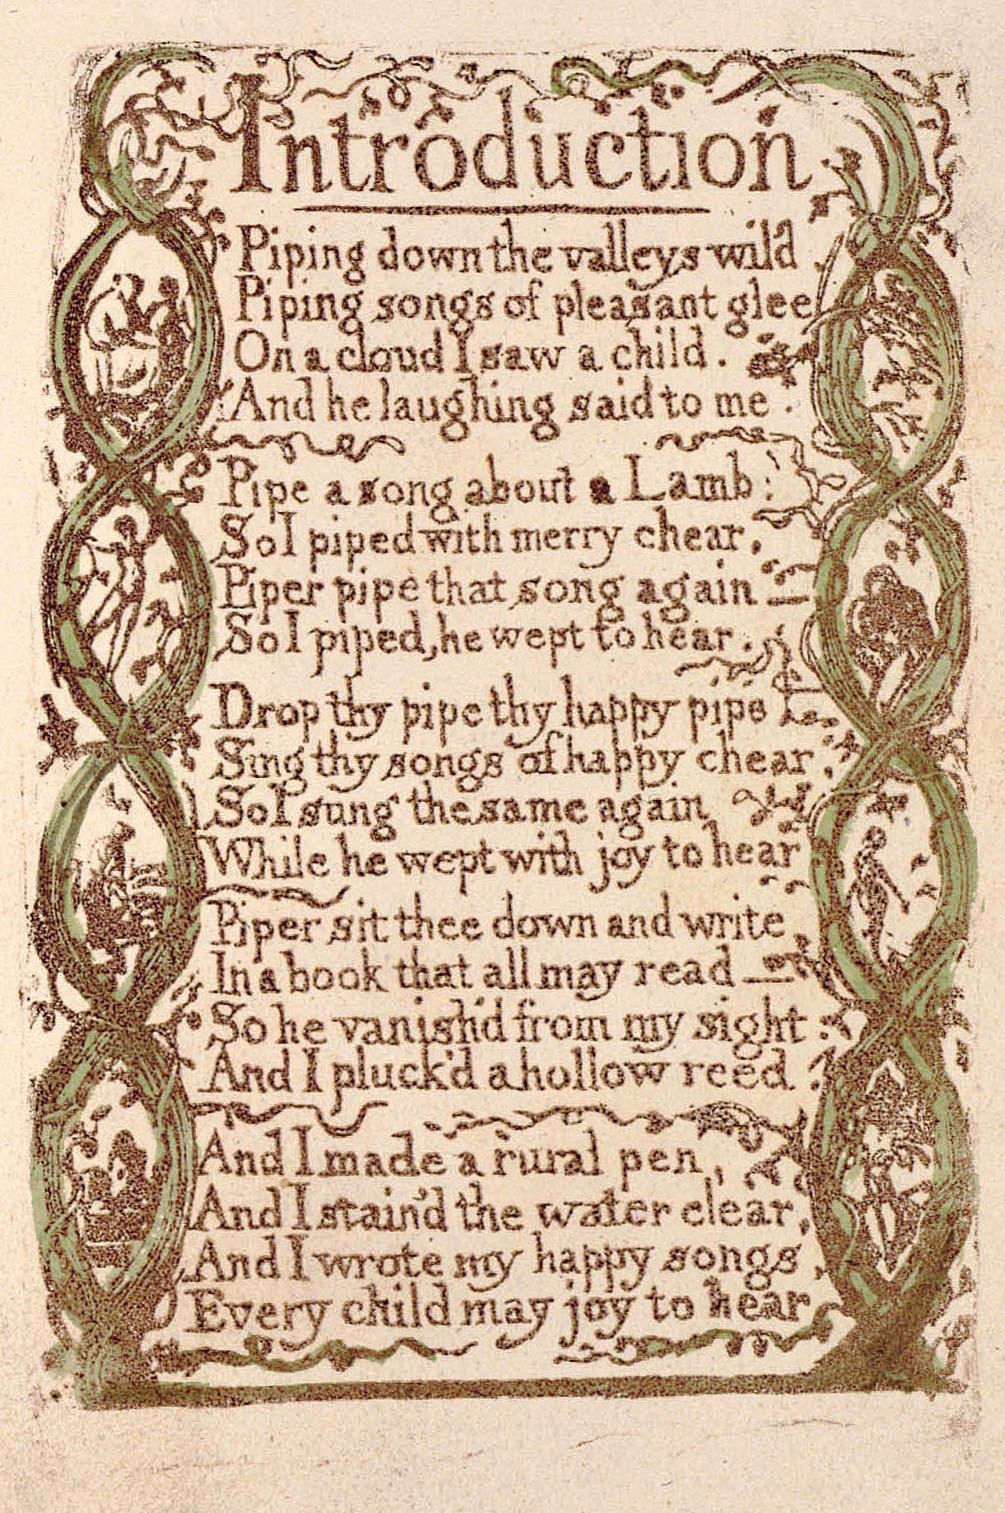 Introduction
Piping down the valleys wild
Piping songs of pleasant glee
On a cloud I saw a child.
And he laughing said to me.
Pipe a song about a Lamb:
So I piped with merry chear,
Piper pipe that song again—
So I piped, he wept to hear.
Drop thy pipe thy happy pipe
Sing thy songs of happy chear,
So I sung the same again
While he wept with joy to hear
Piper sit thee down and write
In a book that all may read—
So he vanish'd from my sight.
And I pluck'd a hollow reed.
And I made a rural pen,
And I stain'd the water clear,
And I wrote my happy songs,
Every child may joy to hear